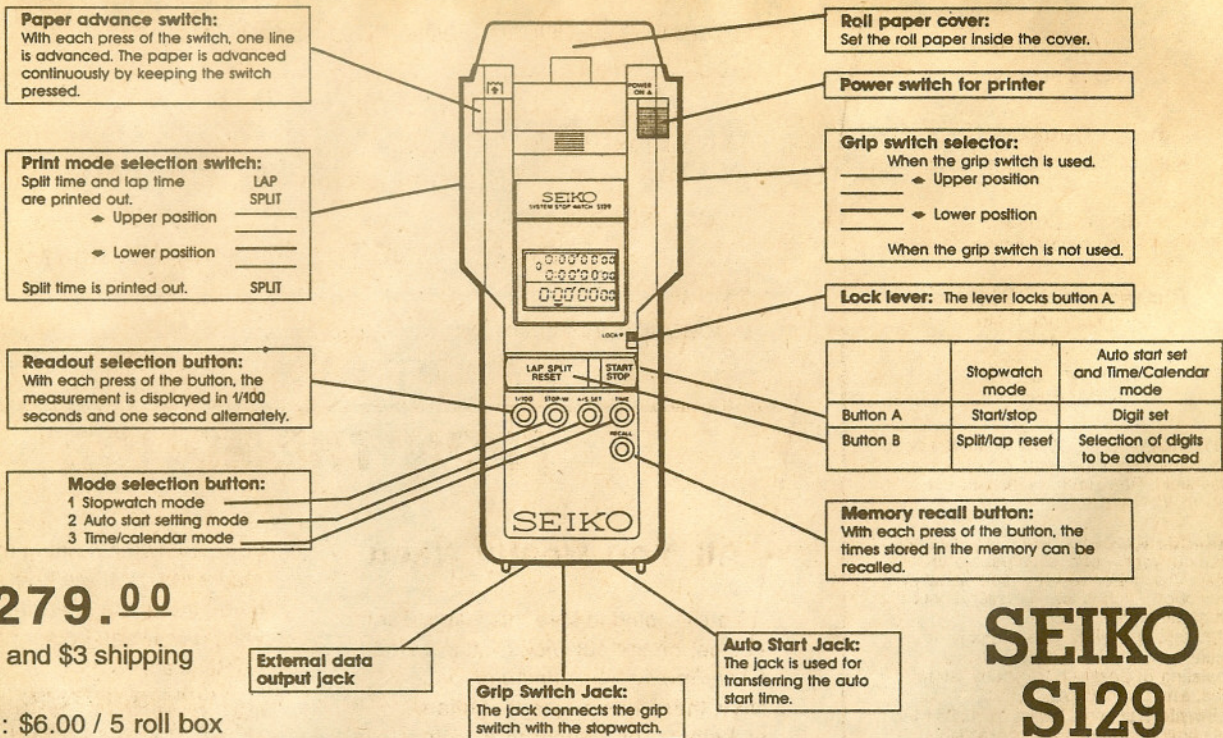 Paper advance switch:
With each press of the switch, one line
is advanced. The paper is advanced
continuously by keeping the switch
pressed.
Print mode selection switch:
Split time and lap time LAP
are printed out. SPLIT
Upper position
Lower position
Split time is printed out. SPLIT
Readout selection button:
With each press of the button, the
measurement is displayed in 1/100
seconds and one second alternately.
Mode selection button:
1 Stopwatch mode
2 Auto start setting mode
3 Time/calendar mode
279.00
and $3 shipping
: $6.00 / 5 roll box
External data
output jack
Grip Switch Jack:
The jack connects the grip
switch with the stopwatch.
Auto Start Jack:
The jack is used for
transferring the auto
start time.
POWER
ON
SEIKO
SYSTEM STOP WATCH S129
0:00'0000
0:00'0000
0:00'0000
LOCK
LAP SPLIT
RESET
START
STOP
1/100 STOP-W A/S SET TIME
RECALL
SEIKO
Roll paper cover:
Set the roll paper inside the cover.
Power switch for printer
Grip switch selector:
When the grip switch is used.
Upper position
Lower position
When the grip switch is not used.
Lock lever: The lever locks button A.
Stopwatch
mode
Auto start set
and Time/Calendar
mode
Button A Start/stop Digit set
Button B Split/lap reset Selection of digits
to be advanced
Memory recall button:
With each press of the button, the
times stored in the memory can be
recalled.
SEIKO
S129